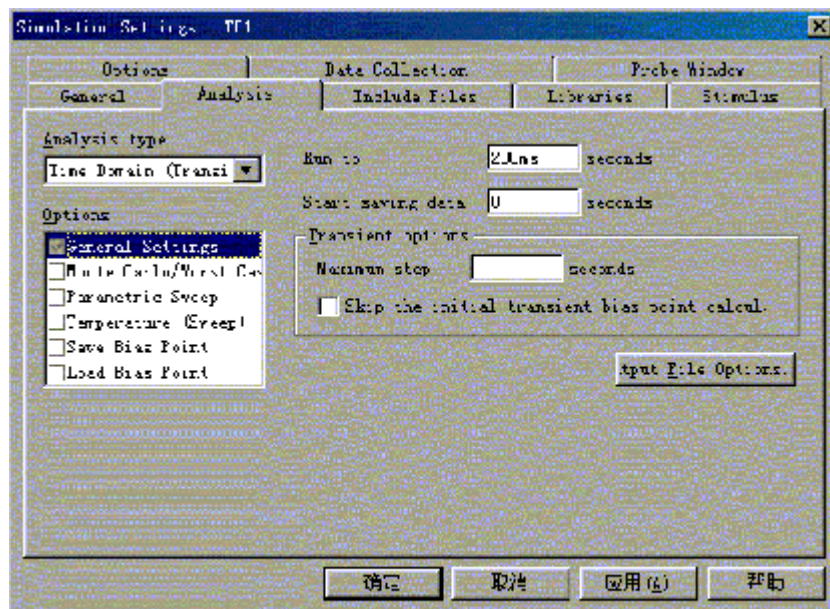 Simulation Settings
Options Data Collection Probe Window
General Analysis Include Files Libraries Stimulus
Analysis type
Time Domain (Transi
Run to seconds
Start saving data 0 seconds
Options
General Settings
Monte Carlo/Worst Cas
Parametric Sweep
Temperature (Sweep)
Save Bias Point
Load Bias Point
Transient options
Maximum step seconds
Skip the initial transient bias point calcul.
tput File Options.
确定 取消 应用(A) 帮助